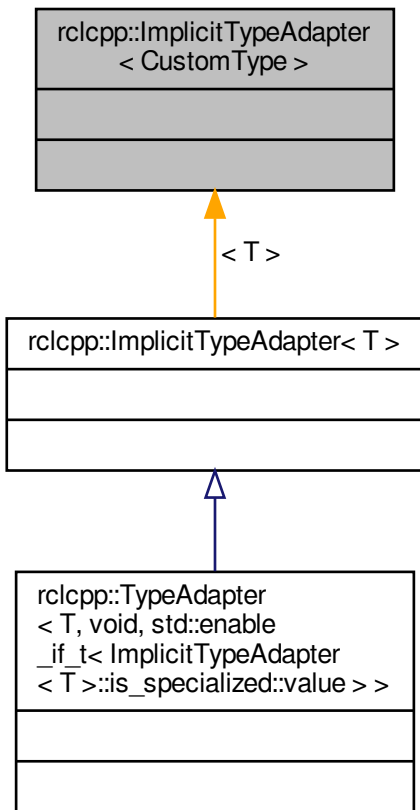 rclcpp::ImplicitTypeAdapter
< CustomType >
< T >
rclcpp::ImplicitTypeAdapter< T >
rclcpp::TypeAdapter
< T, void, std::enable
_if_t< ImplicitTypeAdapter
< T >::is_specialized::value > >